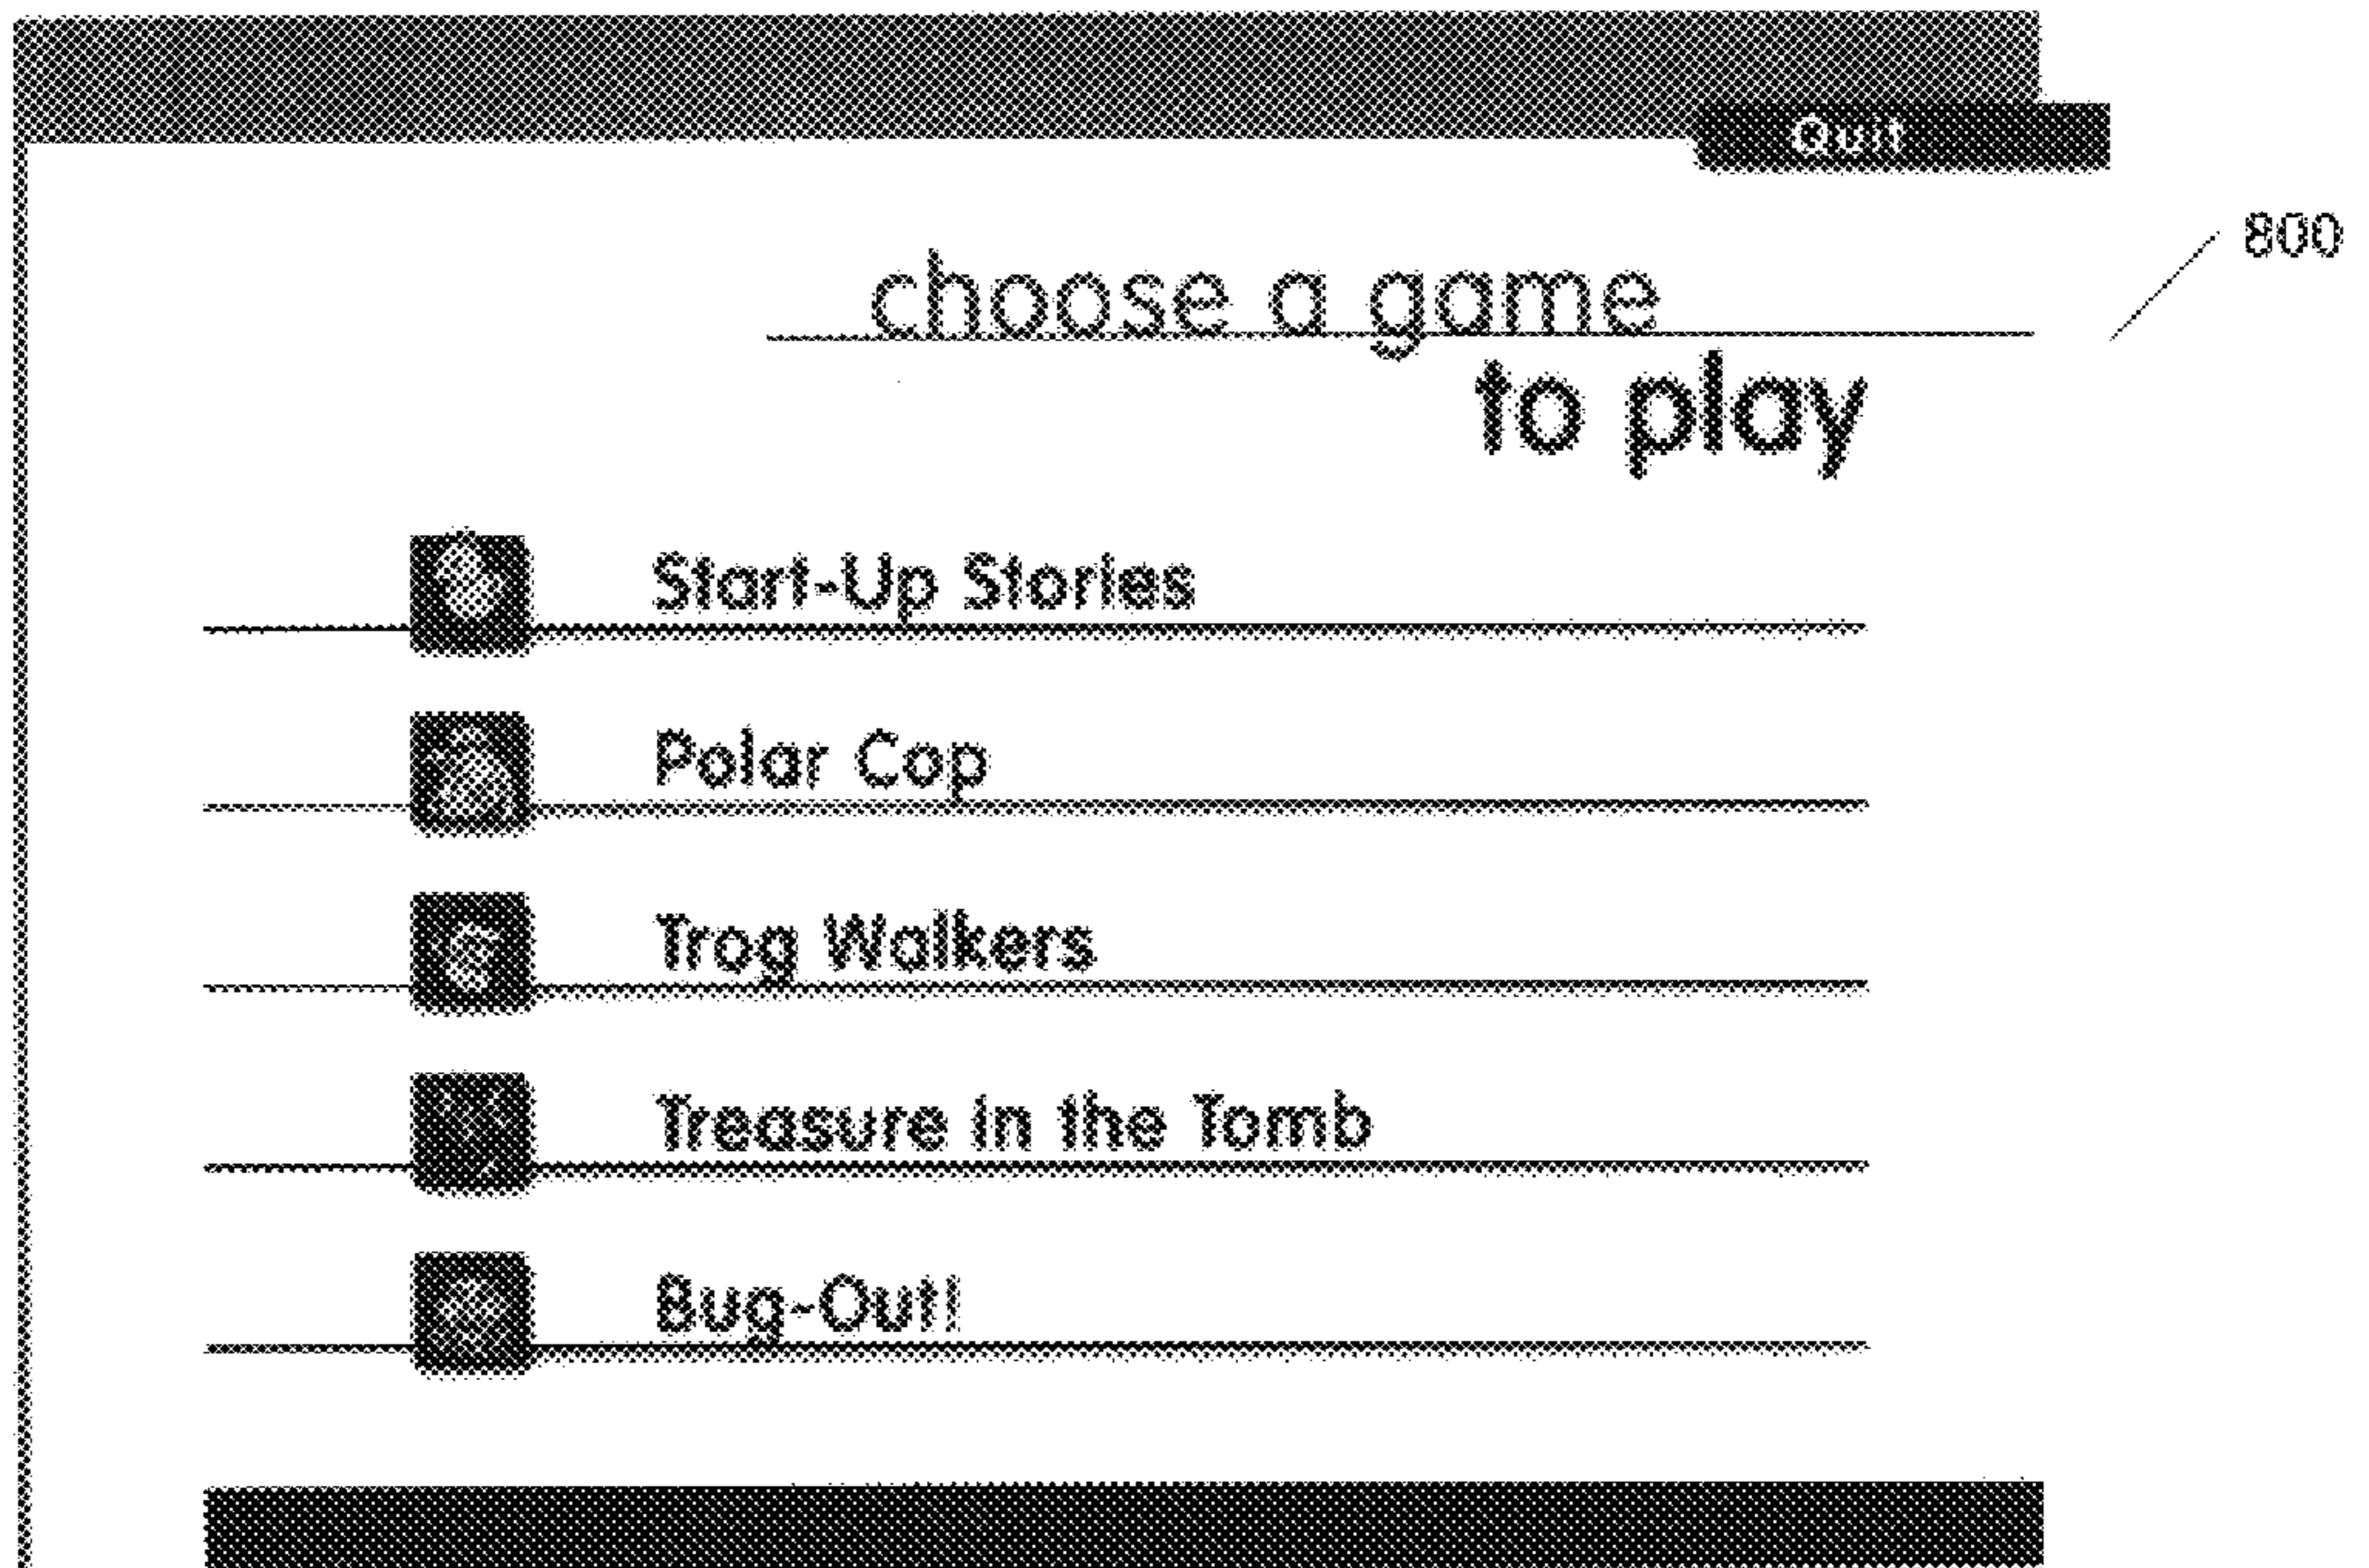 Quit
800
choose a game
to play
Start-Up Stories
Polar Cop
Trog Walkers
Treasure in the Tomb
Bug-Out!